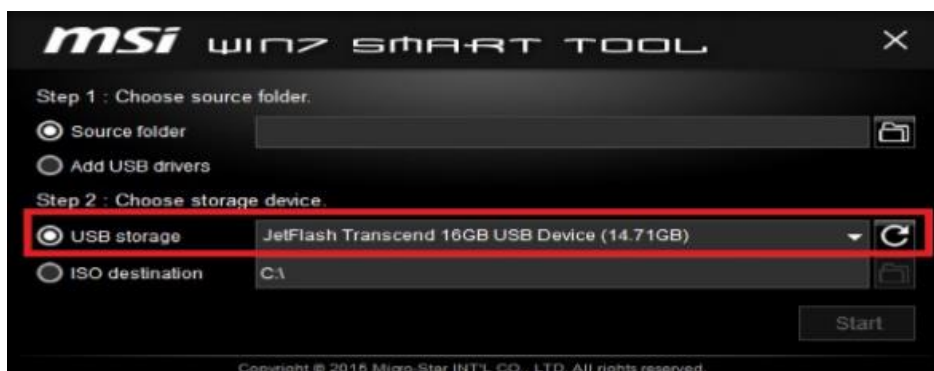 msi WIN7 SMART TOOL
Step 1 : Choose source folder.
Source folder
Add USB drivers
Step 2 : Choose storage device.
USB storage JetFlash Transcend 16GB USB Device (14.71GB)
ISO destination C:\
Start
Copyright © 2015 Micro-Star INT'L CO., LTD. All rights reserved.